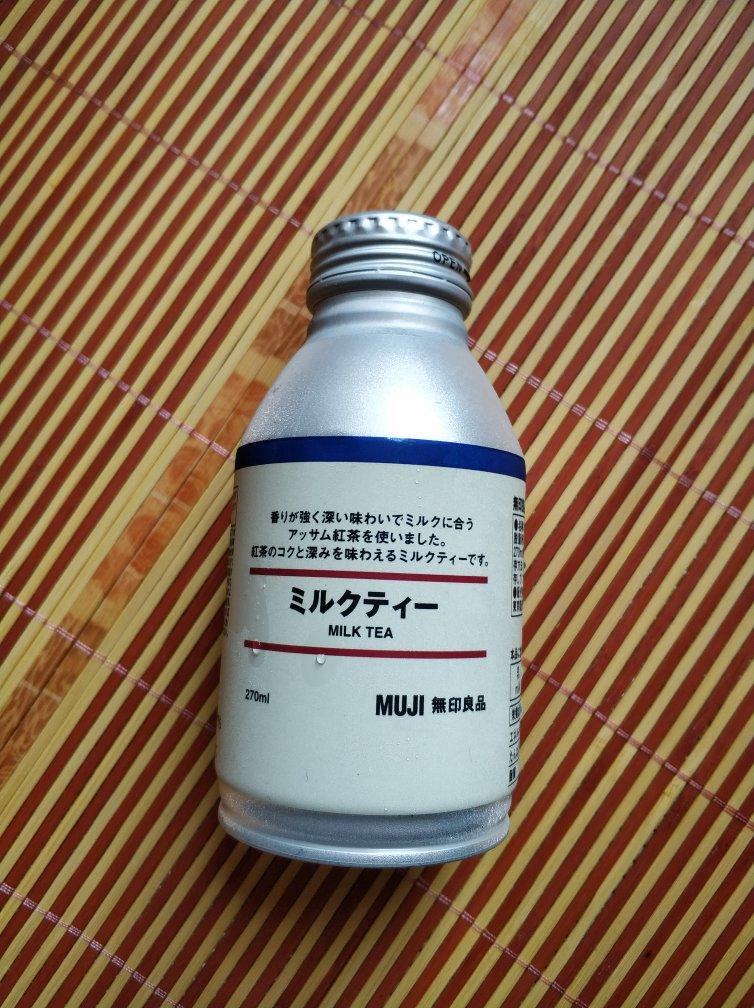 OPEN
香りが強く深い味わいでミルクに合う
アッサム紅茶を使いました。
紅茶のコクと深みを味わえるミルクティーです。
ミルクティー
MILK TEA
270ml
MUJI 無印良品